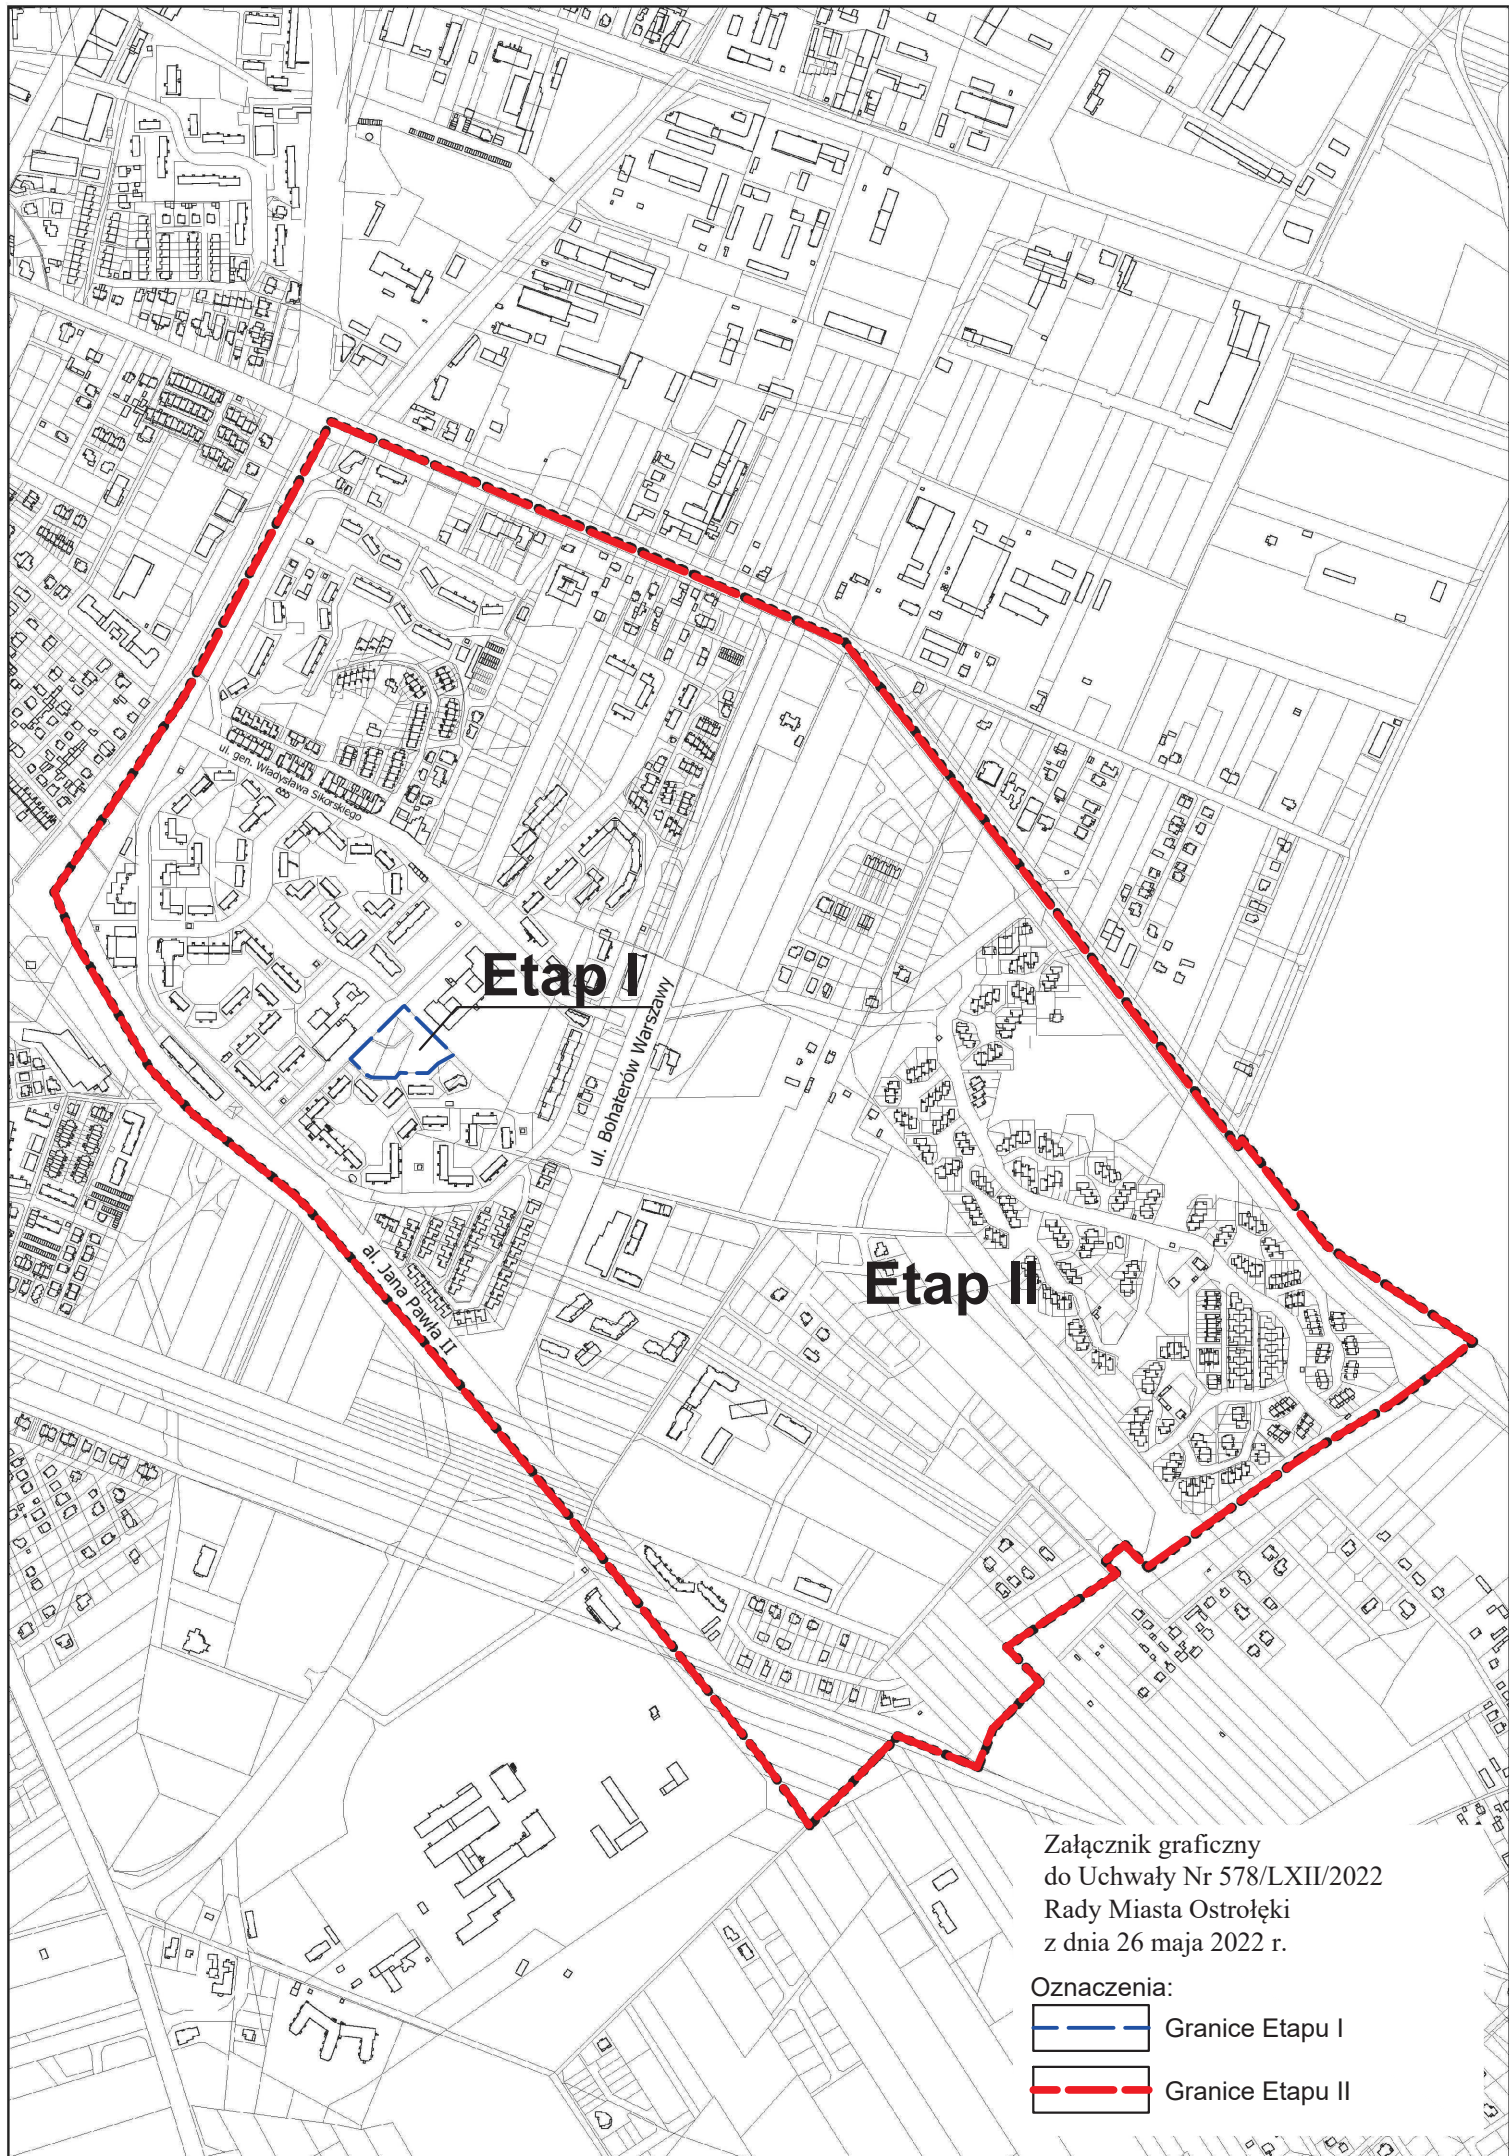 ul. gen. Władysława Sikorskiego
Etap I
ul. Bohaterów Warszawy
al. Jana Pawła II
Etap II
Załącznik graficzny
do Uchwały Nr 578/LXII/2022
Rady Miasta Ostrołęki
z dnia 26 maja 2022 r.
Oznaczenia:
Granice Etapu I
Granice Etapu II